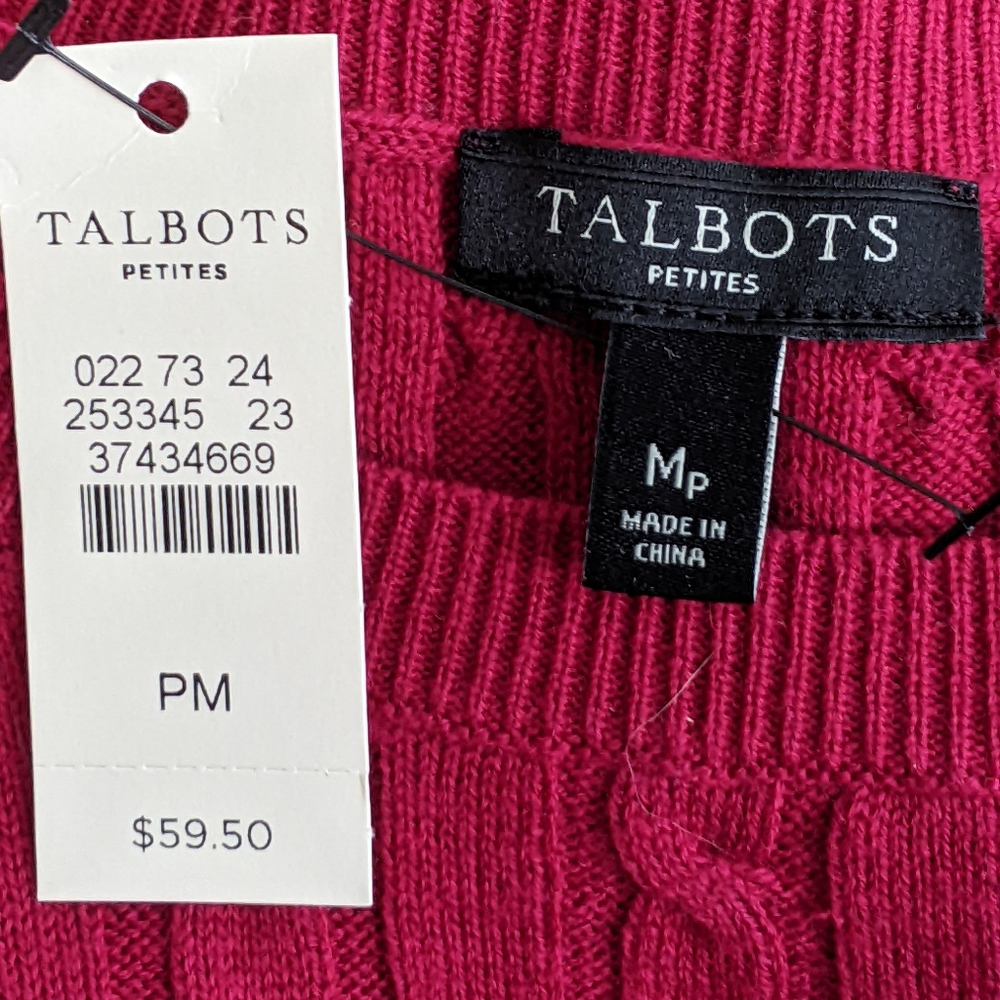 TALBOTS
PETITES
022 73 24
253345 23
37434669
PM
$59.50
TALBOTS
PETITES
MP
MADE IN
CHINA